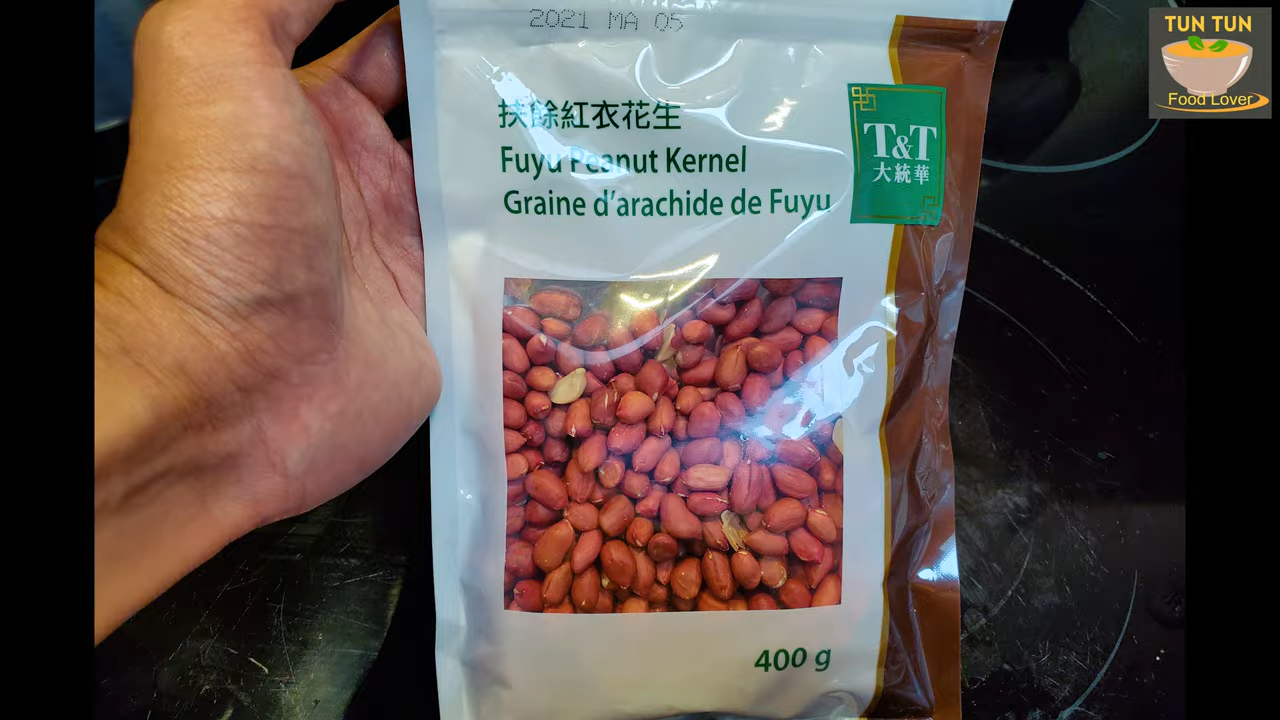 2021 MA 05
扶餘紅衣花生
Fuyu Peanut Kernel
Graine d'arachide de Fuyu
T&T
大統華
400 g
TUN TUN
Food Lover